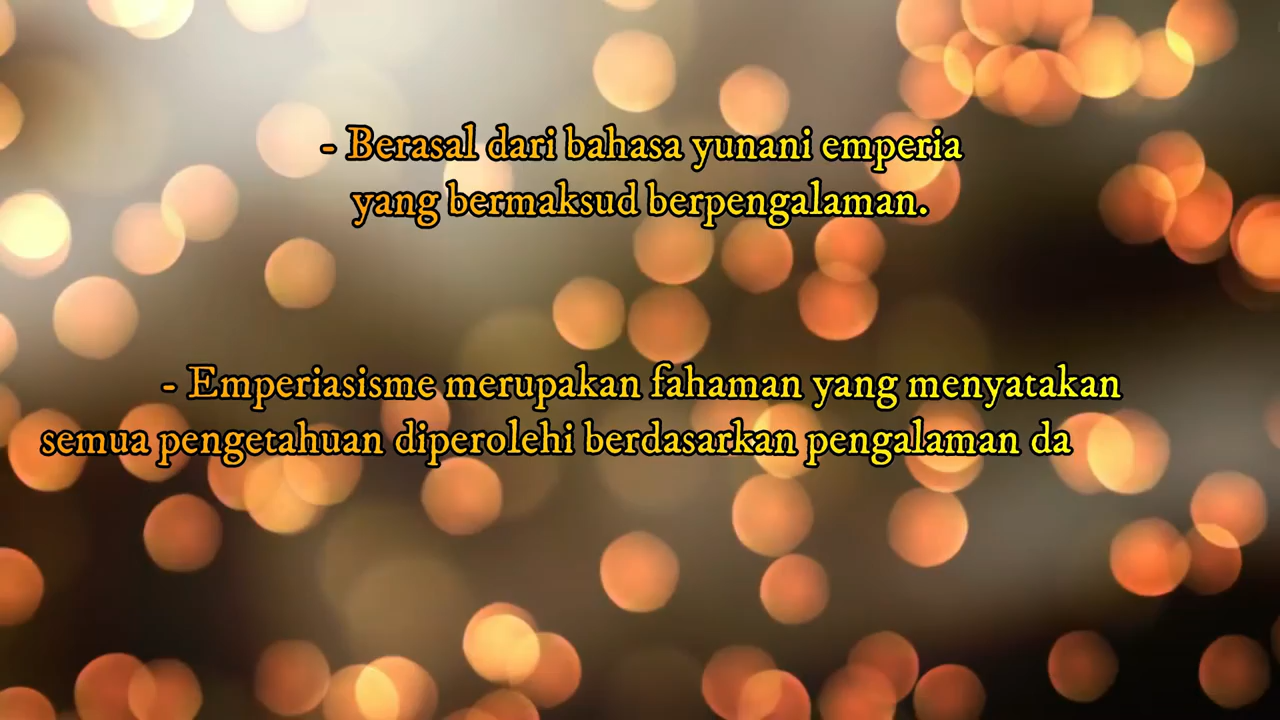 - Berasal dari bahasa yunani emperia
yang bermaksud berpengalaman.
- Emperiasisme merupakan fahaman yang menyatakan
semua pengetahuan diperolehi berdasarkan pengalaman da